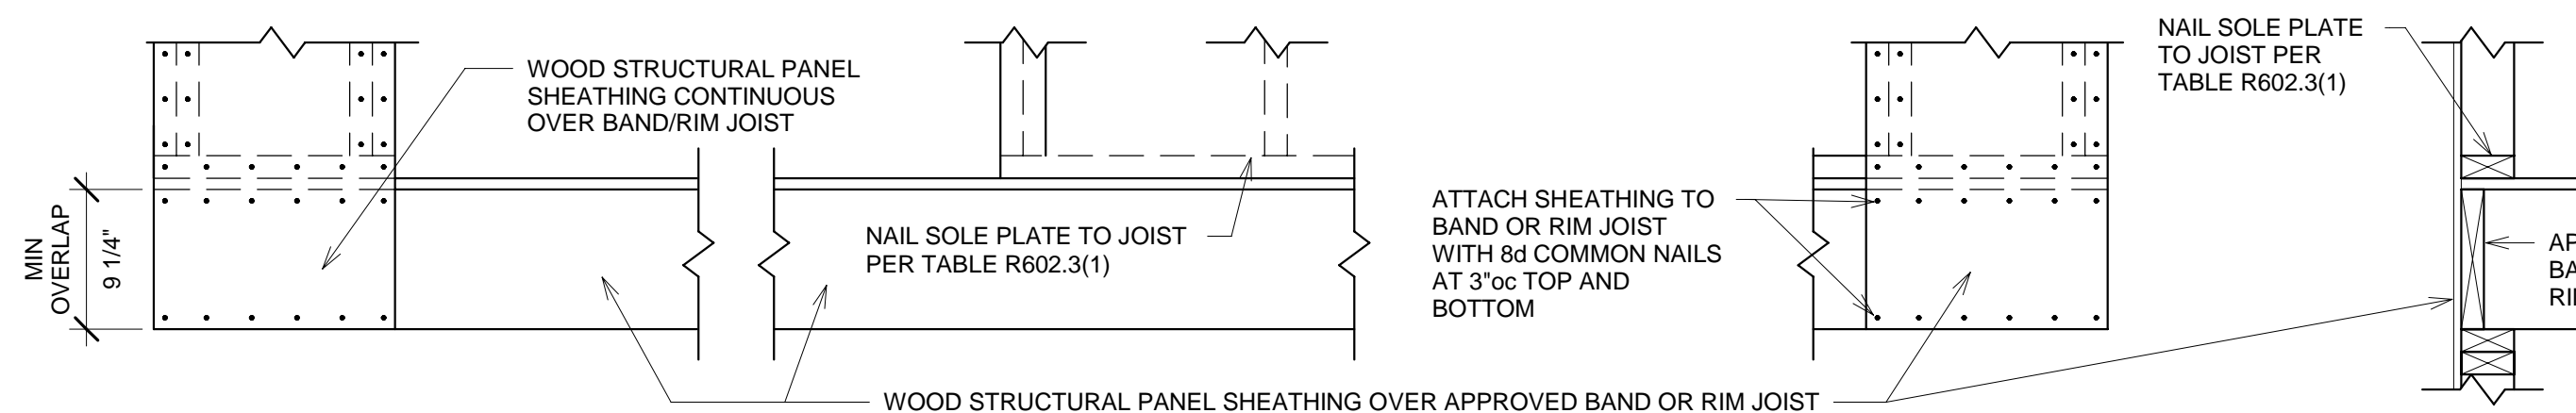 WOOD STRUCTURAL PANEL
SHEATHING CONTINUOUS
OVER BAND/RIM JOIST
MIN
OVERLAP
9 1/4"
NAIL SOLE PLATE TO JOIST
PER TABLE R602.3(1)
ATTACH SHEATHING TO
BAND OR RIM JOIST
WITH 8d COMMON NAILS
AT 3"oc TOP AND
BOTTOM
NAIL SOLE PLATE
TO JOIST PER
TABLE R602.3(1)
WOOD STRUCTURAL PANEL SHEATHING OVER APPROVED BAND OR RIM JOIST